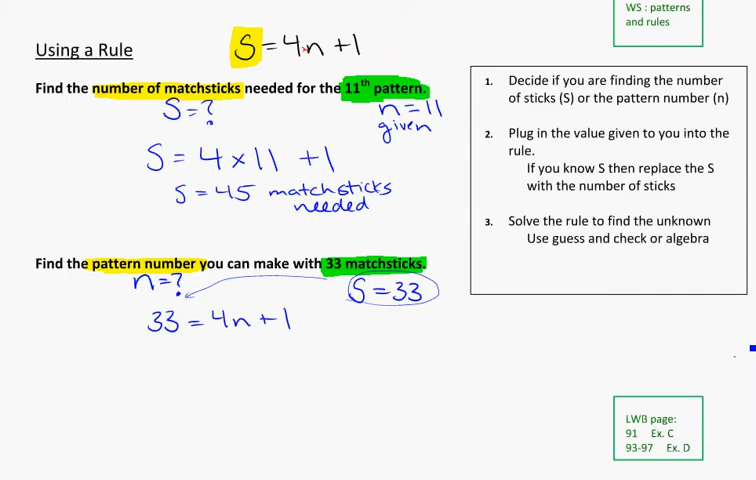 WS : patterns
and rules
S = 4×n +1
Using a Rule
Find the number of matchsticks needed for the 11th pattern.
S = ?
n = 11
given
S = 4 × 11 +1
S = 45 matchsticks
needed
Find the pattern number you can make with 33 matchsticks.
n = ?
S = 33
33 = 4n + 1
1. Decide if you are finding the number
of sticks (S) or the pattern number (n)
2. Plug in the value given to you into the
rule.
If you know S then replace the S
with the number of sticks
3. Solve the rule to find the unknown
Use guess and check or algebra
LWB page:
91 Ex. C
93-97 Ex. D